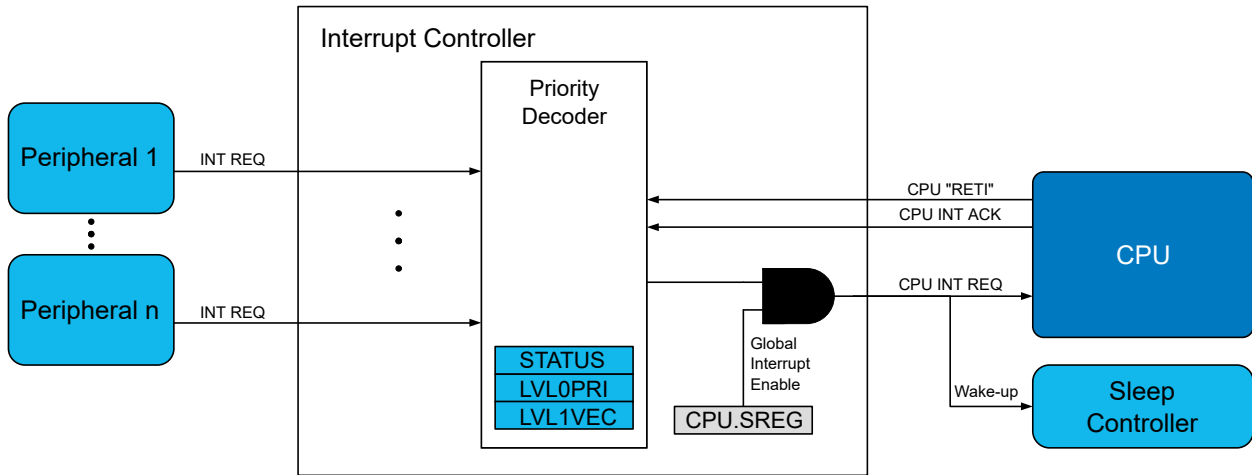 Interrupt Controller
Priority
Decoder
Peripheral 1
INT REQ
CPU "RETI"
CPU INT ACK
CPU
Peripheral n
INT REQ
CPU INT REQ
Global
Interrupt
Enable
STATUS
LVL0PRI
LVL1VEC
CPU.SREG
Wake-up
Sleep
Controller